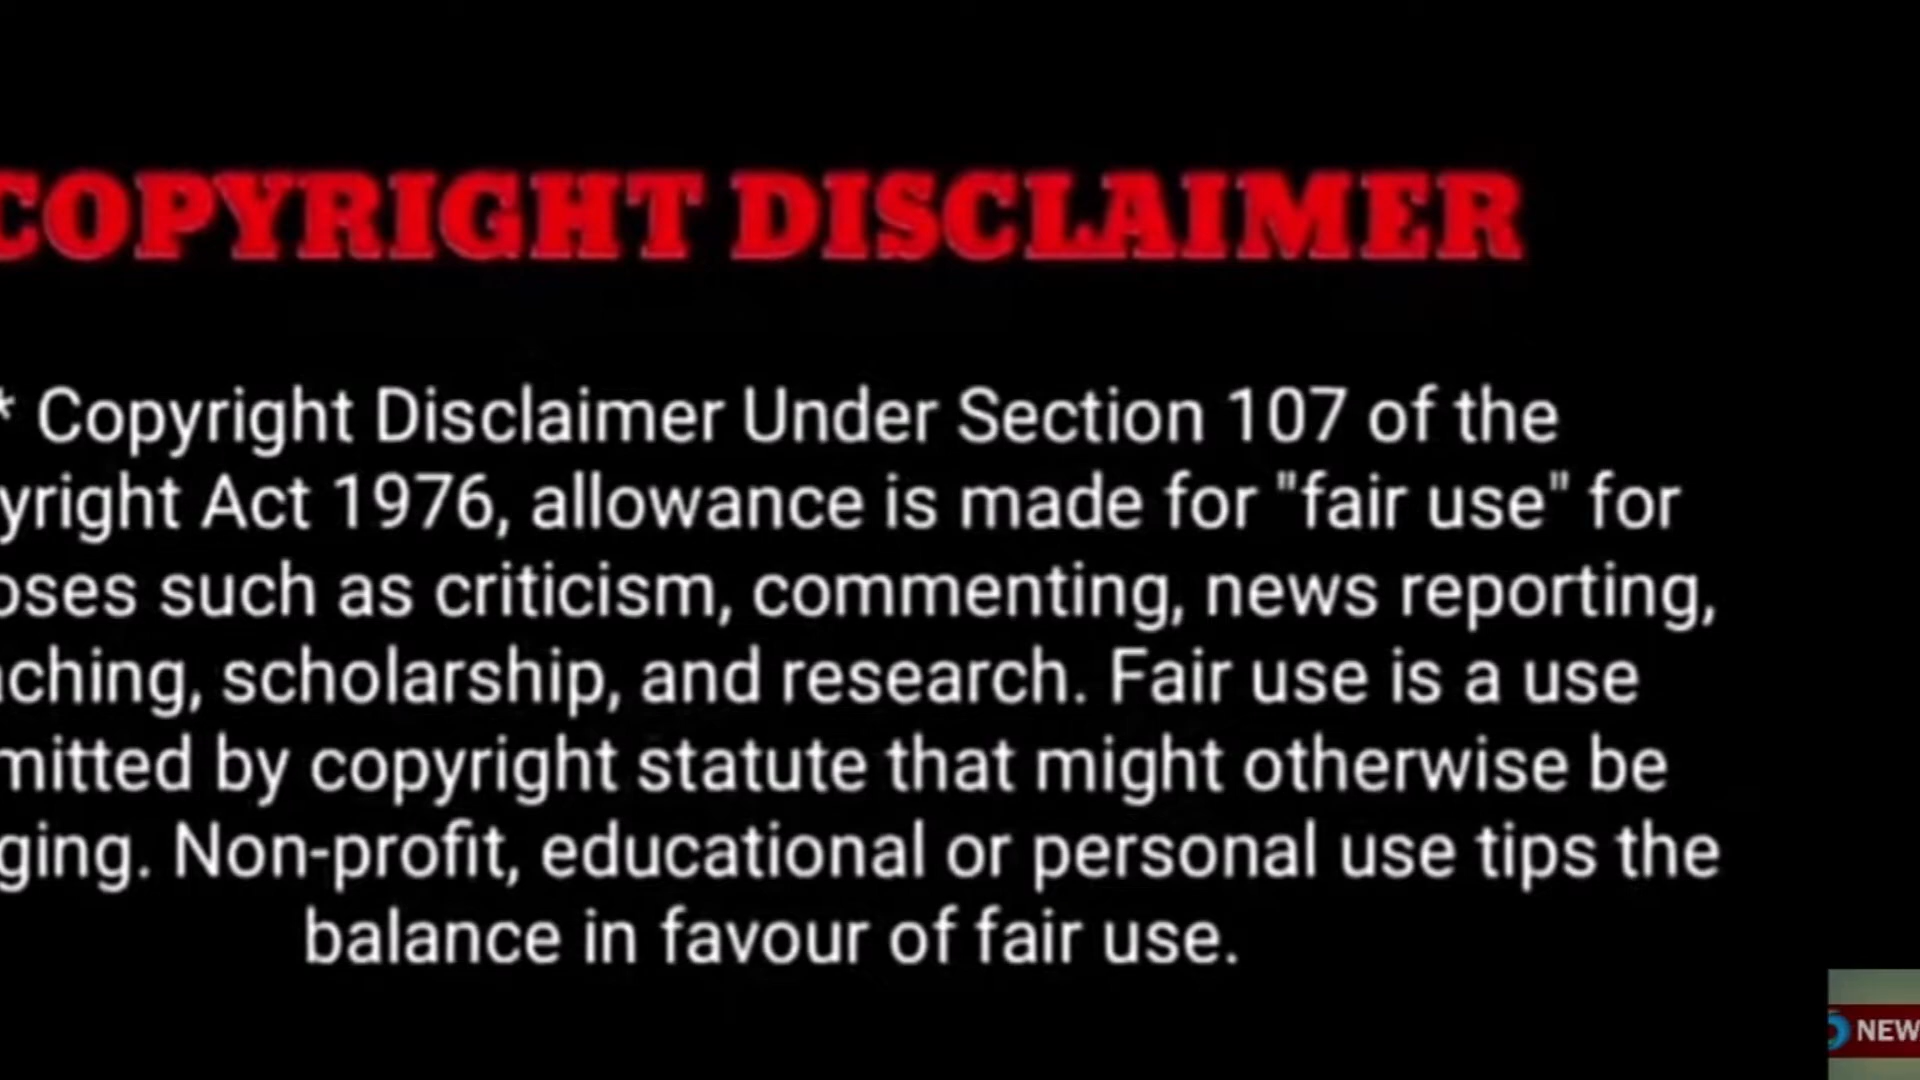 COPYRIGHT DISCLAIMER
* Copyright Disclaimer Under Section 107 of the
yright Act 1976, allowance is made for "fair use" for
oses such as criticism, commenting, news reporting,
ching, scholarship, and research. Fair use is a use
mitted by copyright statute that might otherwise be
ging. Non-profit, educational or personal use tips the
balance in favour of fair use.
NEW